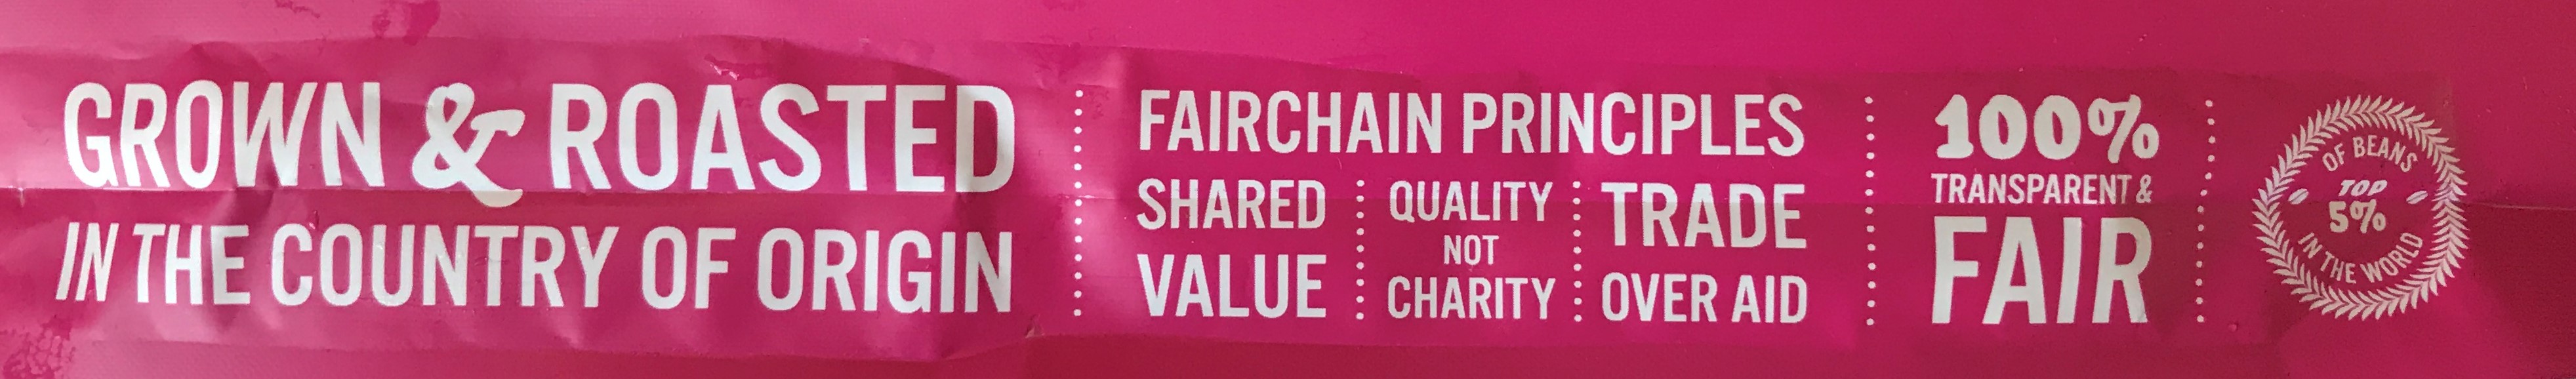 GROWN & ROASTED
IN THE COUNTRY OF ORIGIN
FAIRCHAIN PRINCIPLES
SHARED
VALUE
QUALITY
NOT
CHARITY
TRADE
OVER AID
100%
TRANSPARENT &
FAIR
OF BEANS
TOP
5%
IN THE WORLD